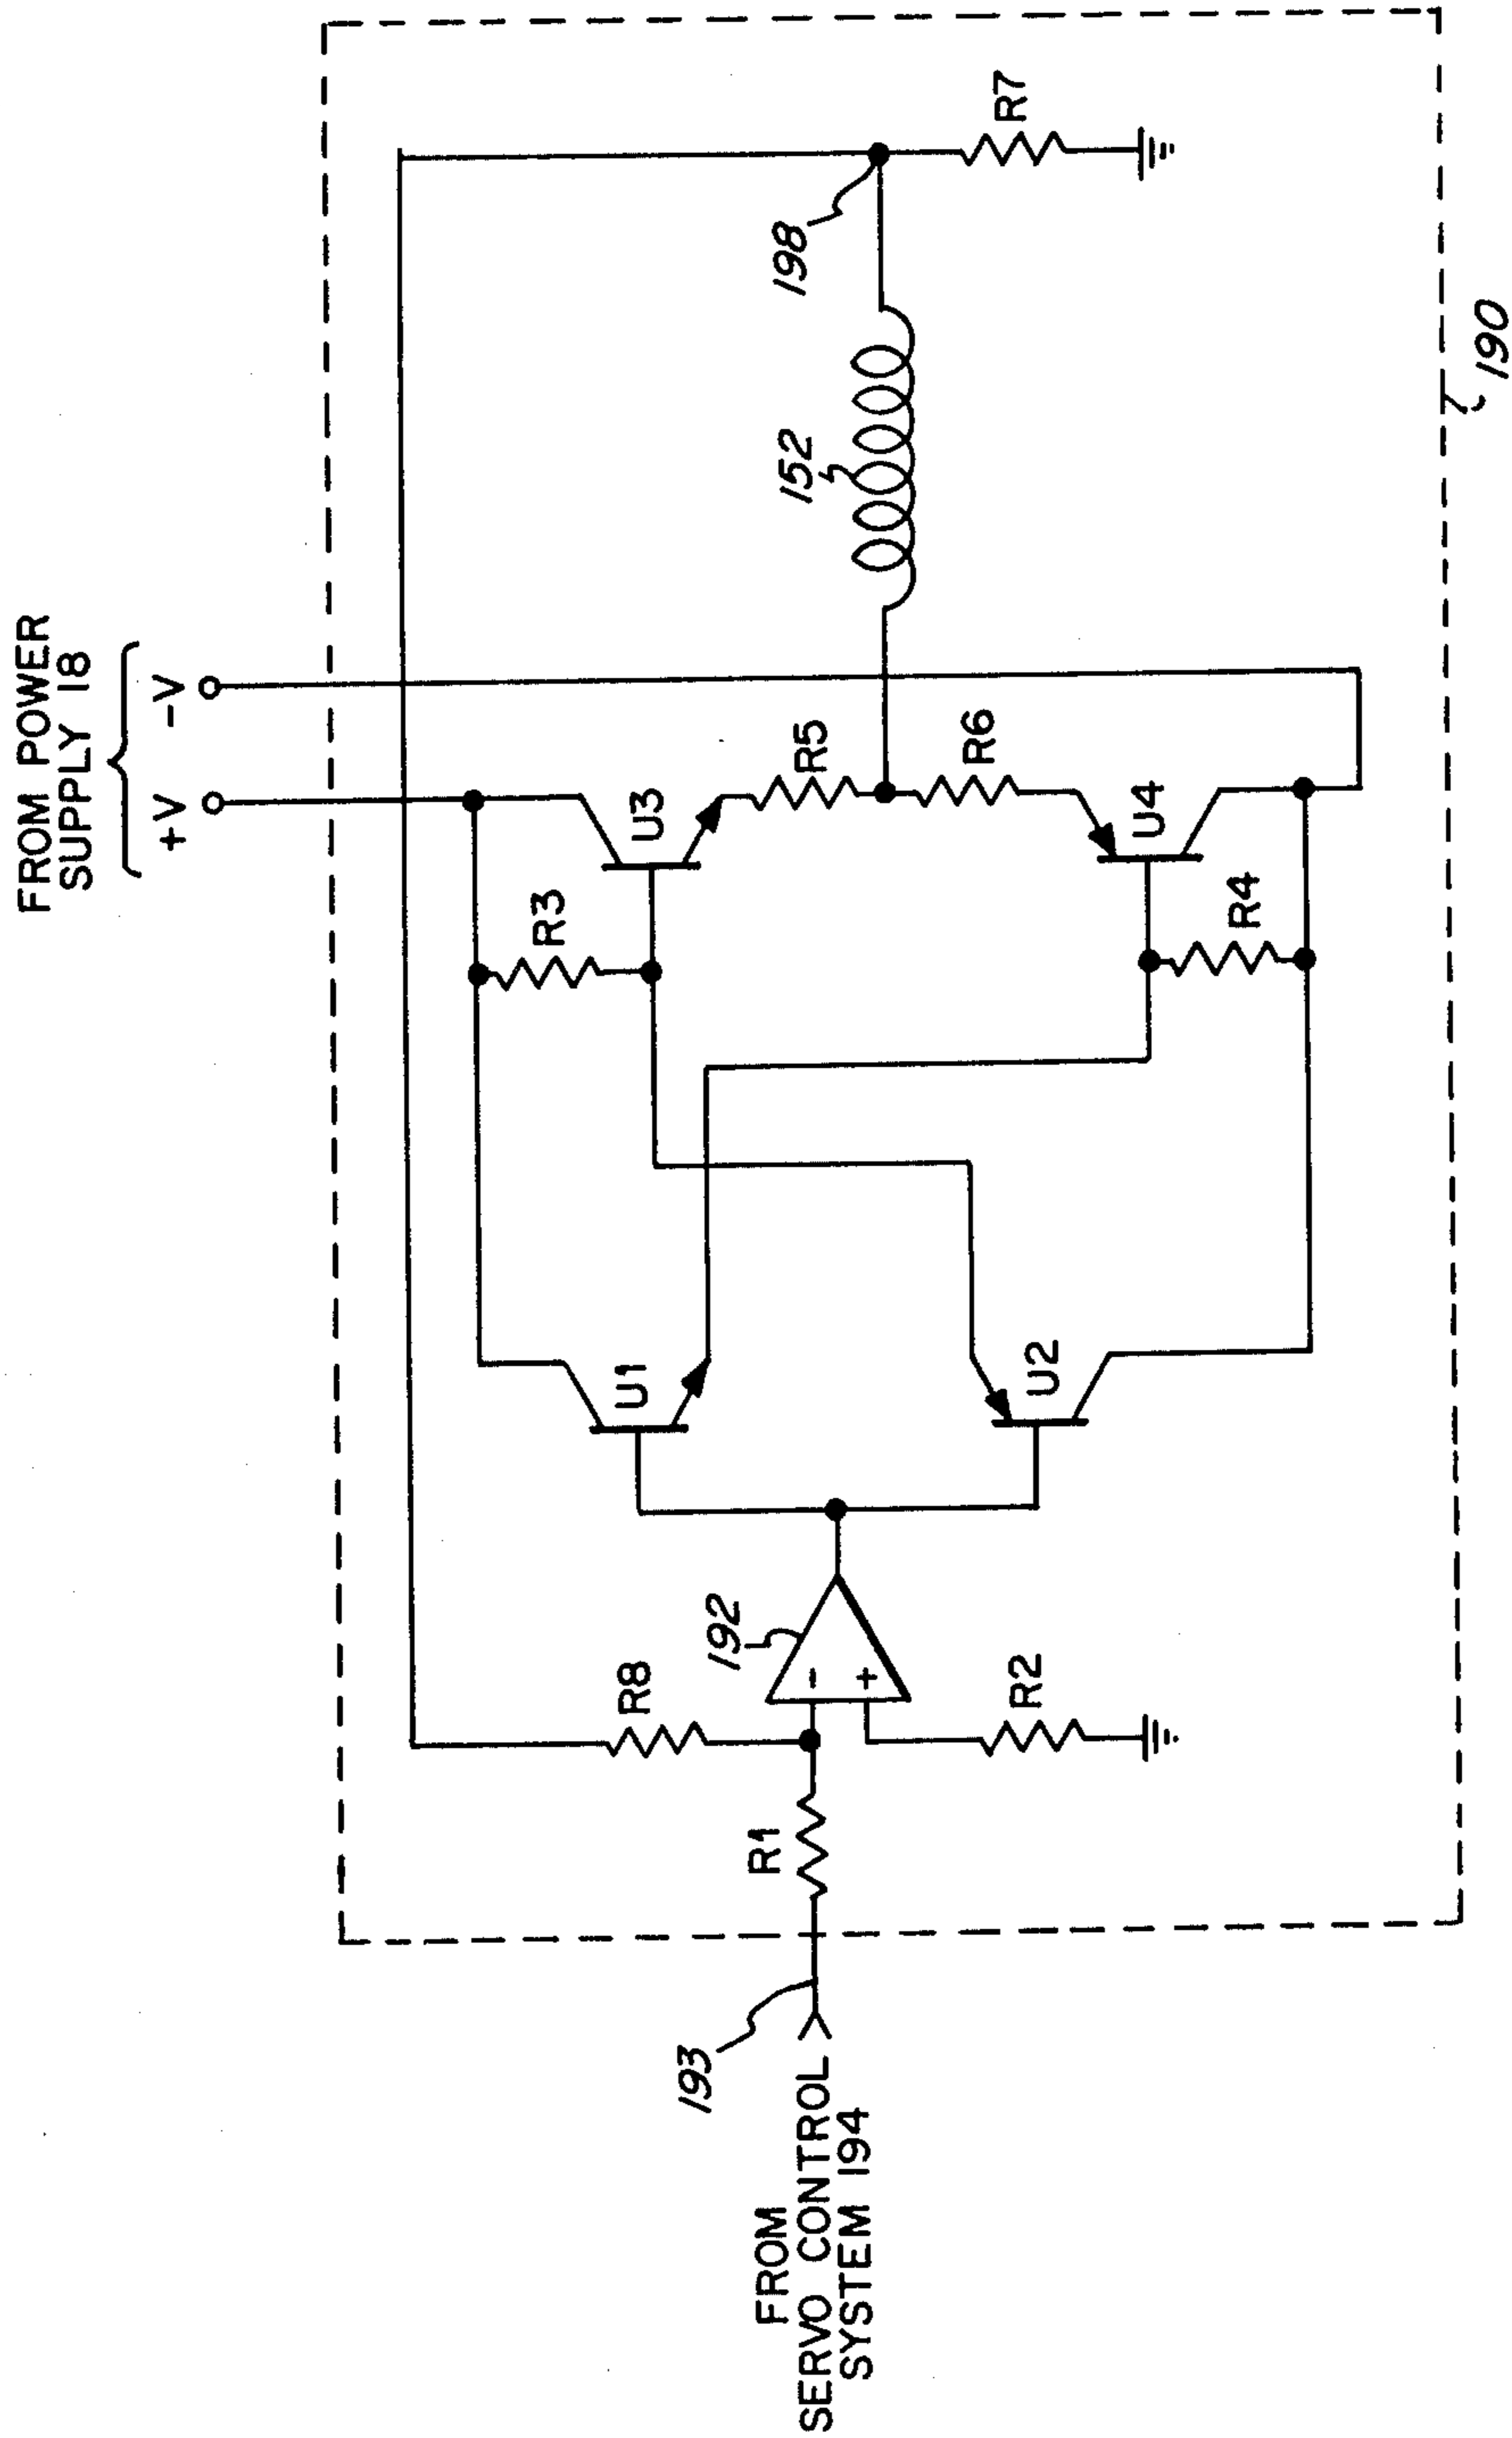 FROM POWER
SUPPLY 18
+V
-V
R3
U3
R5
R6
U4
R4
152
198
R7
U1
U2
R8
192
-
+
R1
R2
193
FROM
SERVO CONTROL
SYSTEM 194
190